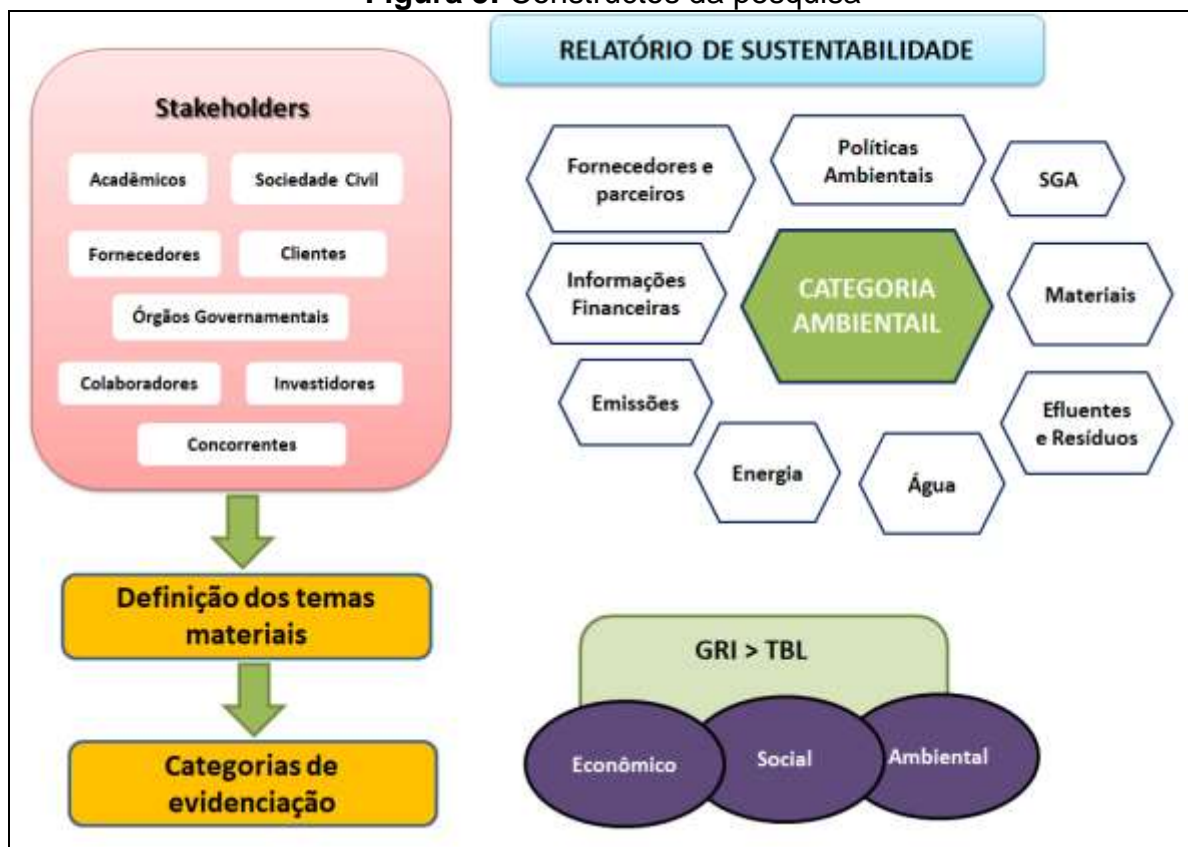 Constructos da pesquisa
RELATÓRIO DE SUSTENTABILIDADE
Stakeholders
Acadêmicos
Sociedade Civil
Fornecedores
Clientes
Órgãos Governamentais
Colaboradores
Investidores
Concorrentes
Definição dos temas
materiais
Categorias de
evidenciação
Fornecedores e
parceiros
Políticas
Ambientais
SGA
Informações
Financeiras
CATEGORIA
AMBIENTAIL
Materiais
Emissões
Efluentes
e Resíduos
Energia
Água
GRI > TBL
Econômico
Social
Ambiental